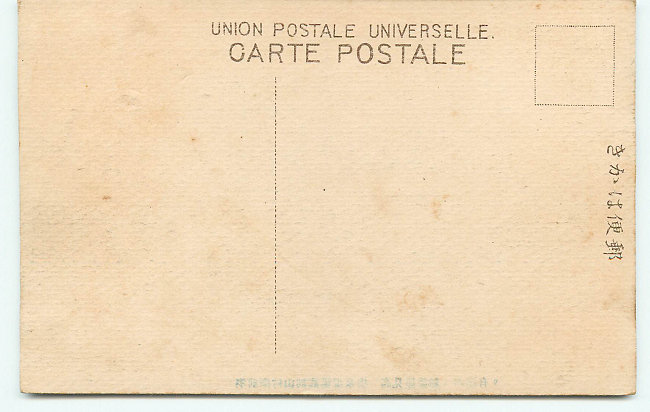 UNION POSTALE UNIVERSELLE.
CARTE POSTALE
きかは便郵